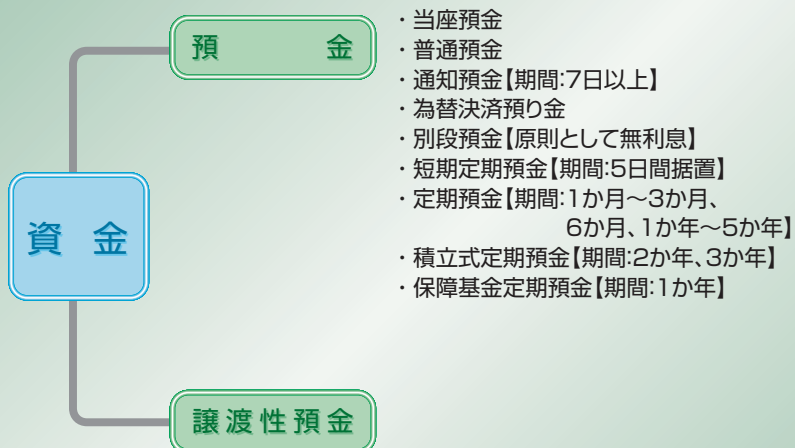 資金
預金
・当座預金
・普通預金
・通知預金【期間:7日以上】
・為替決済預り金
・別段預金【原則として無利息】
・短期定期預金【期間:5日間据置】
・定期預金【期間:1か月～3か月、
6か月、1か年～5か年】
・積立式定期預金【期間:2か年、3か年】
・保障基金定期預金【期間:1か年】
譲渡性預金